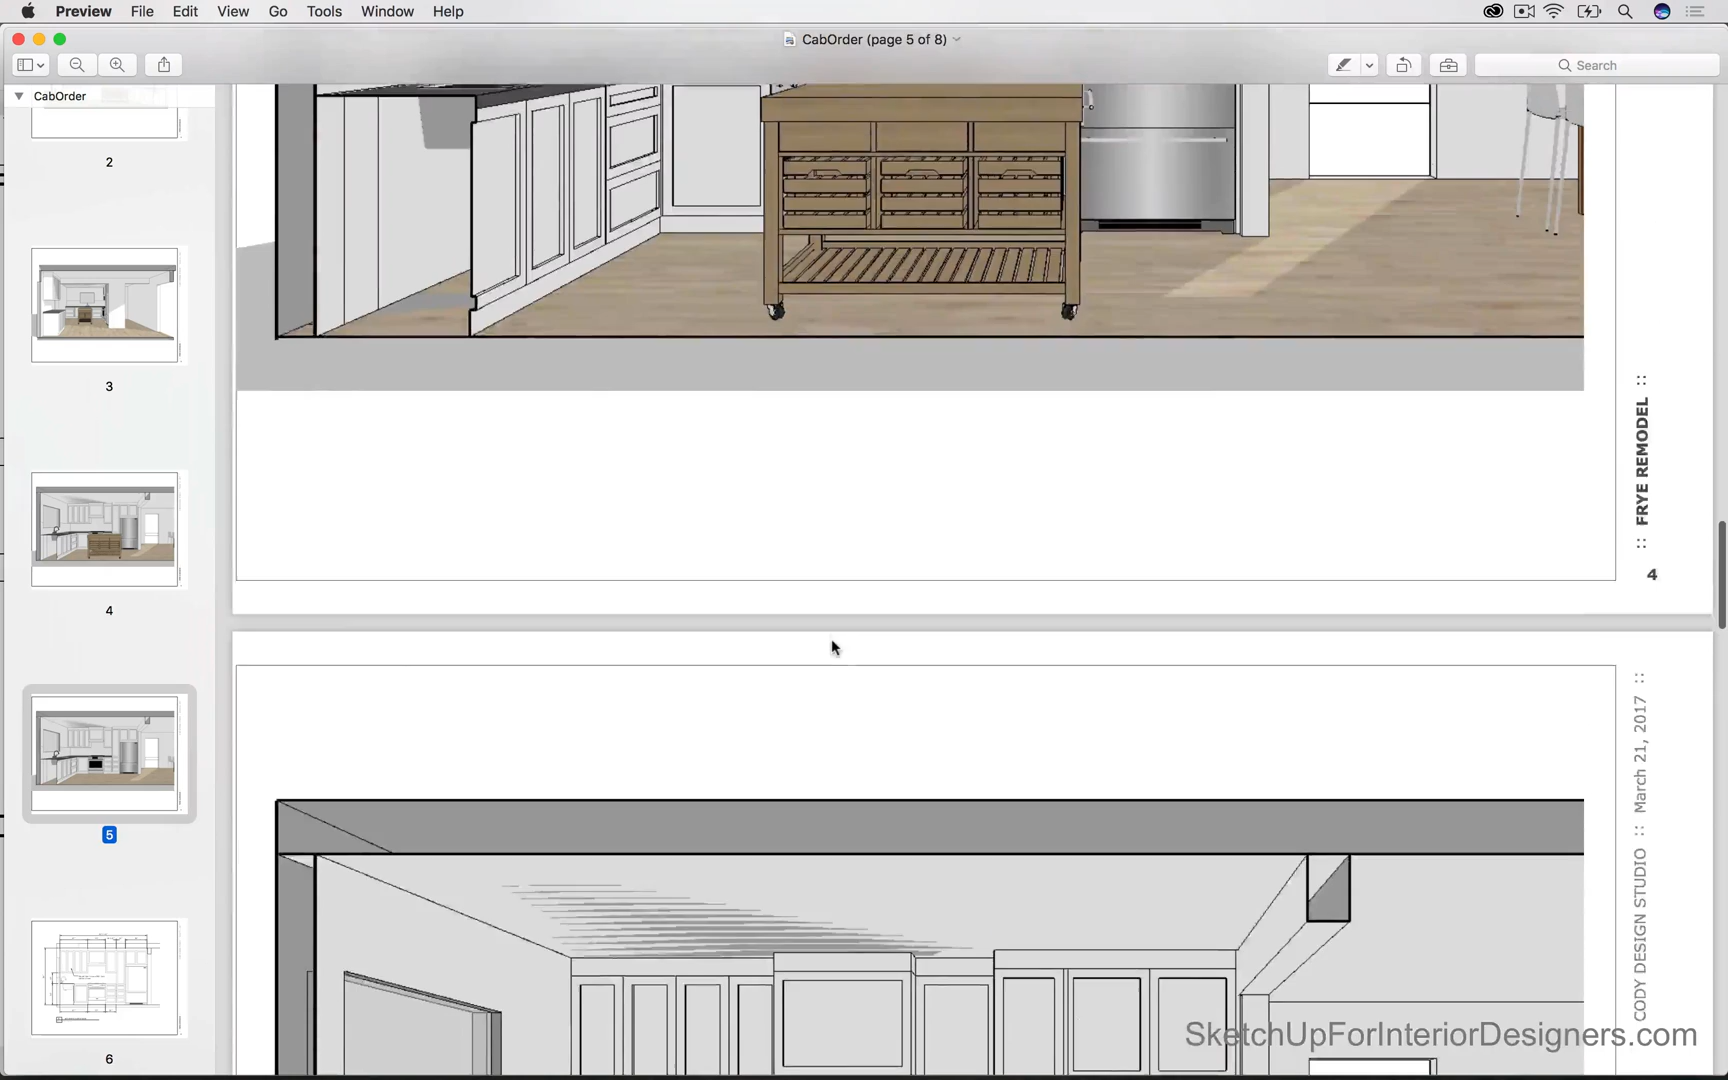 Preview File Edit View Go Tools Window Help
CabOrder (page 5 of 8)
Search
CabOrder
2
3
4
5
6
:: FRYE REMODEL ::
4
CODY DESIGN STUDIO :: March 21, 2017 ::
SketchUpForInteriorDesigners.com